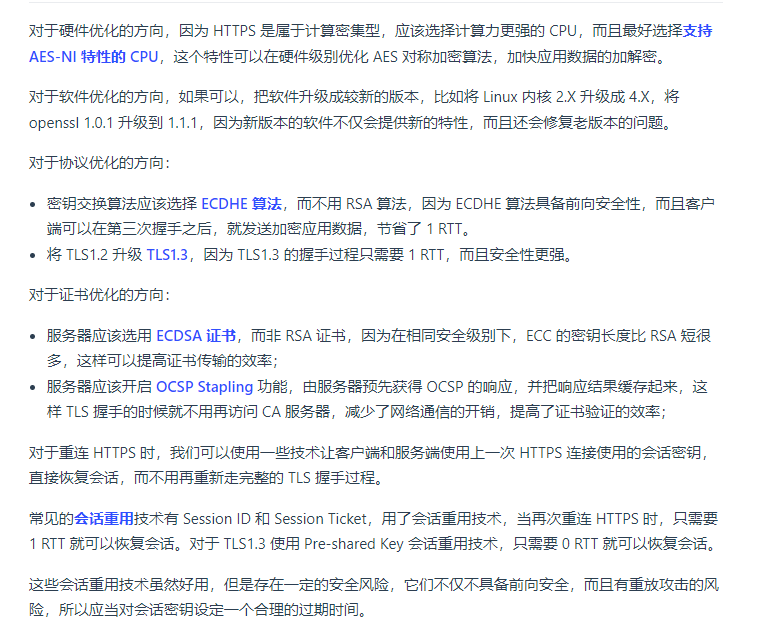 对于硬件优化的方向，因为 HTTPS 是属于计算密集型，应该选择计算力更强的 CPU，而且最好选择支持
AES-NI 特性的 CPU，这个特性可以在硬件级别优化 AES 对称加密算法，加快应用数据的加解密。
对于软件优化的方向，如果可以，把软件升级成较新的版本，比如将 Linux 内核 2.X 升级成 4.X，将
openssl 1.0.1 升级到 1.1.1，因为新版本的软件不仅会提供新的特性，而且还会修复老版本的问题。
对于协议优化的方向：
• 密钥交换算法应该选择 ECDHE 算法，而不用 RSA 算法，因为 ECDHE 算法具备前向安全性，而且客户
端可以在第三次握手之后，就发送加密应用数据，节省了 1 RTT。
• 将 TLS1.2 升级 TLS1.3，因为 TLS1.3 的握手过程只需要 1 RTT，而且安全性更强。
对于证书优化的方向：
• 服务器应该选用 ECDSA 证书，而非 RSA 证书，因为在相同安全级别下，ECC 的密钥长度比 RSA 短很
多，这样可以提高证书传输的效率；
• 服务器应该开启 OCSP Stapling 功能，由服务器预先获得 OCSP 的响应，并把响应结果缓存起来，这
样 TLS 握手的时候就不用再访问 CA 服务器，减少了网络通信的开销，提高了证书验证的效率；
对于重连 HTTPS 时，我们可以使用一些技术让客户端和服务端使用上一次 HTTPS 连接使用的会话密钥，
直接恢复会话，而不用再重新走完整的 TLS 握手过程。
常见的会话重用技术有 Session ID 和 Session Ticket，用了会话重用技术，当再次重连 HTTPS 时，只需要
1 RTT 就可以恢复会话。对于 TLS1.3 使用 Pre-shared Key 会话重用技术，只需要 0 RTT 就可以恢复会话。
这些会话重用技术虽然好用，但是存在一定的安全风险，它们不仅不具备前向安全，而且有重放攻击的风
险，所以应当对会话密钥设定一个合理的过期时间。